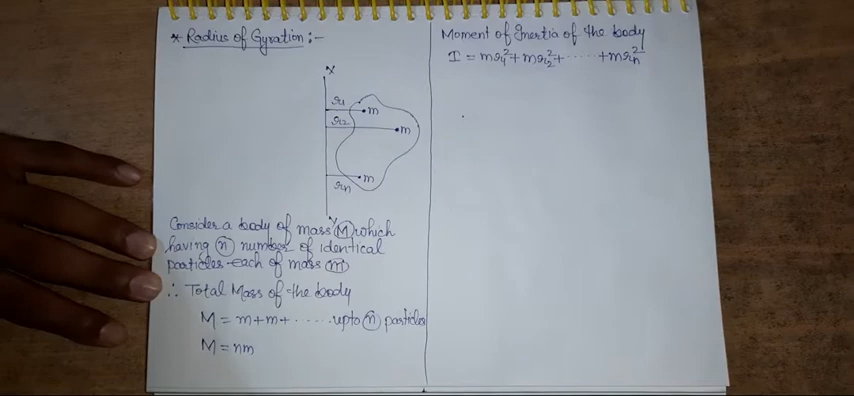 * Radius of Gyration :-
X
r1
m
r2
m
m
rn
Y
Consider a body of mass M which
having n number of identical
particles each of mass m
∴ Total Mass of the body
M = m+m+ ...... upto n particles
M = nm
Moment of Inertia of the body
I = mr₁²+mr₂²+ ...... +mrₙ²